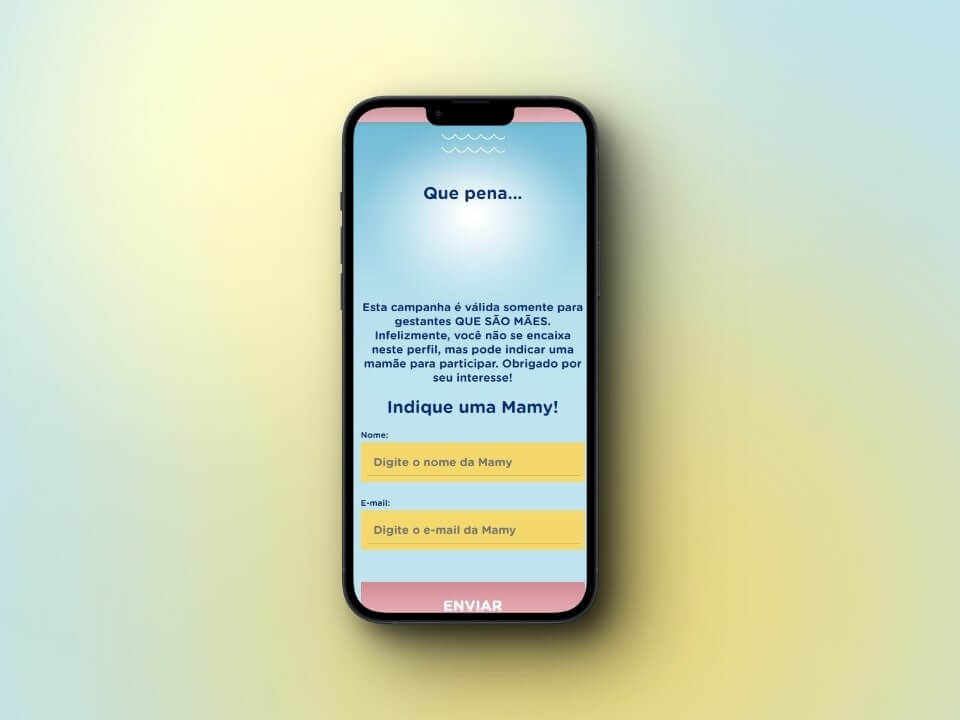 Que pena...
Esta campanha é válida somente para
gestantes QUE SÃO MÃES.
Infelizmente, você não se encaixa
neste perfil, mas pode indicar uma
mamãe para participar. Obrigado por
seu interesse!
Indique uma Mamy!
Nome:
Digite o nome da Mamy
E-mail:
Digite o e-mail da Mamy
ENVIAR